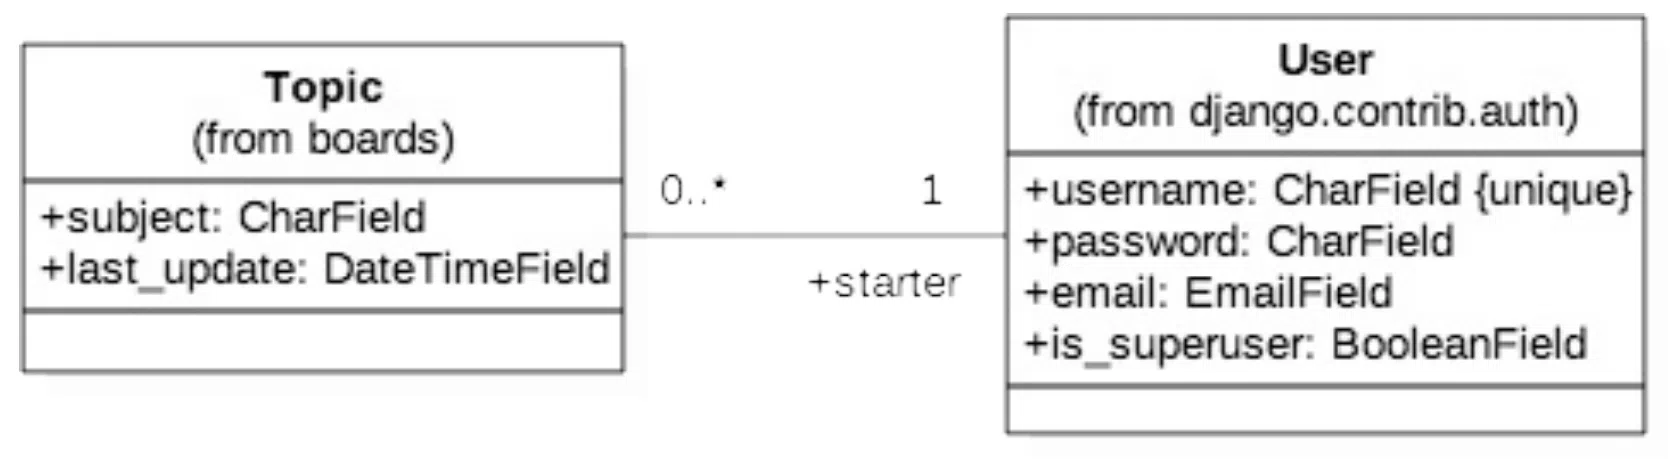 Topic
(from boards)
+subject: CharField
+last_update: DateTimeField
0..*
1
+starter
User
(from django.contrib.auth)
+username: CharField {unique}
+password: CharField
+email: EmailField
+is_superuser: BooleanField